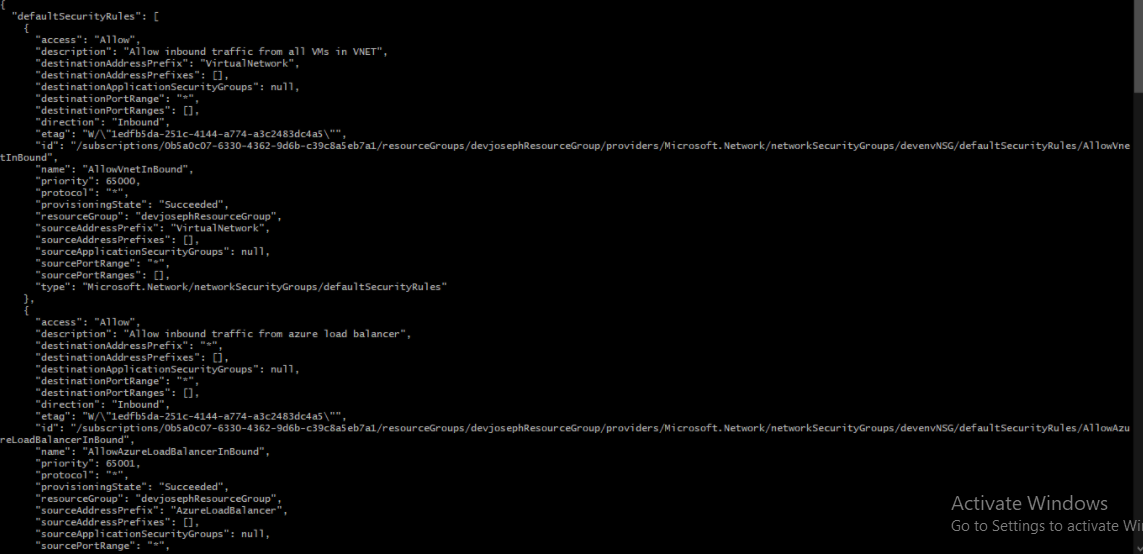 {
  "defaultSecurityRules": [
    {
      "access": "Allow",
      "description": "Allow inbound traffic from all VMs in VNET",
      "destinationAddressPrefix": "VirtualNetwork",
      "destinationAddressPrefixes": [],
      "destinationApplicationSecurityGroups": null,
      "destinationPortRange": "*",
      "destinationPortRanges": [],
      "direction": "Inbound",
      "etag": "W/\"1edfb5da-251c-4144-a774-a3c2483dc4a5\"",
      "id": "/subscriptions/0b5a0c07-6330-4362-9d6b-c39c8a5eb7a1/resourceGroups/devjosephResourceGroup/providers/Microsoft.Network/networkSecurityGroups/devenvNSG/defaultSecurityRules/AllowVne
tInBound",
      "name": "AllowVnetInBound",
      "priority": 65000,
      "protocol": "*",
      "provisioningState": "Succeeded",
      "resourceGroup": "devjosephResourceGroup",
      "sourceAddressPrefix": "VirtualNetwork",
      "sourceAddressPrefixes": [],
      "sourceApplicationSecurityGroups": null,
      "sourcePortRange": "*",
      "sourcePortRanges": [],
      "type": "Microsoft.Network/networkSecurityGroups/defaultSecurityRules"
    },
    {
      "access": "Allow",
      "description": "Allow inbound traffic from azure load balancer",
      "destinationAddressPrefix": "*",
      "destinationAddressPrefixes": [],
      "destinationApplicationSecurityGroups": null,
      "destinationPortRange": "*",
      "destinationPortRanges": [],
      "direction": "Inbound",
      "etag": "W/\"1edfb5da-251c-4144-a774-a3c2483dc4a5\"",
      "id": "/subscriptions/0b5a0c07-6330-4362-9d6b-c39c8a5eb7a1/resourceGroups/devjosephResourceGroup/providers/Microsoft.Network/networkSecurityGroups/devenvNSG/defaultSecurityRules/AllowAzu
reLoadBalancerInBound",
      "name": "AllowAzureLoadBalancerInBound",
      "priority": 65001,
      "protocol": "*",
      "provisioningState": "Succeeded",
      "resourceGroup": "devjosephResourceGroup",
      "sourceAddressPrefix": "AzureLoadBalancer",
      "sourceAddressPrefixes": [],
      "sourceApplicationSecurityGroups": null,
      "sourcePortRange": "*",
Activate Windows
Go to Settings to activate Wi